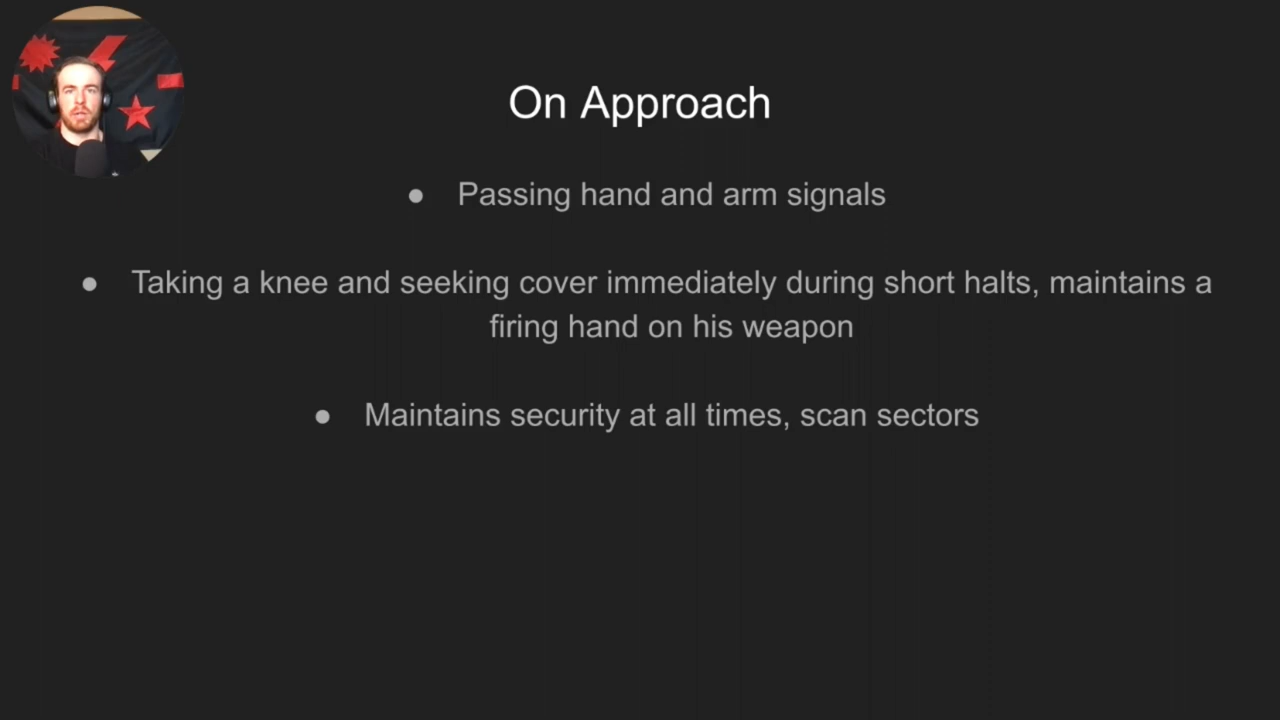 On Approach
● Passing hand and arm signals
● Taking a knee and seeking cover immediately during short halts, maintains a
firing hand on his weapon
● Maintains security at all times, scan sectors